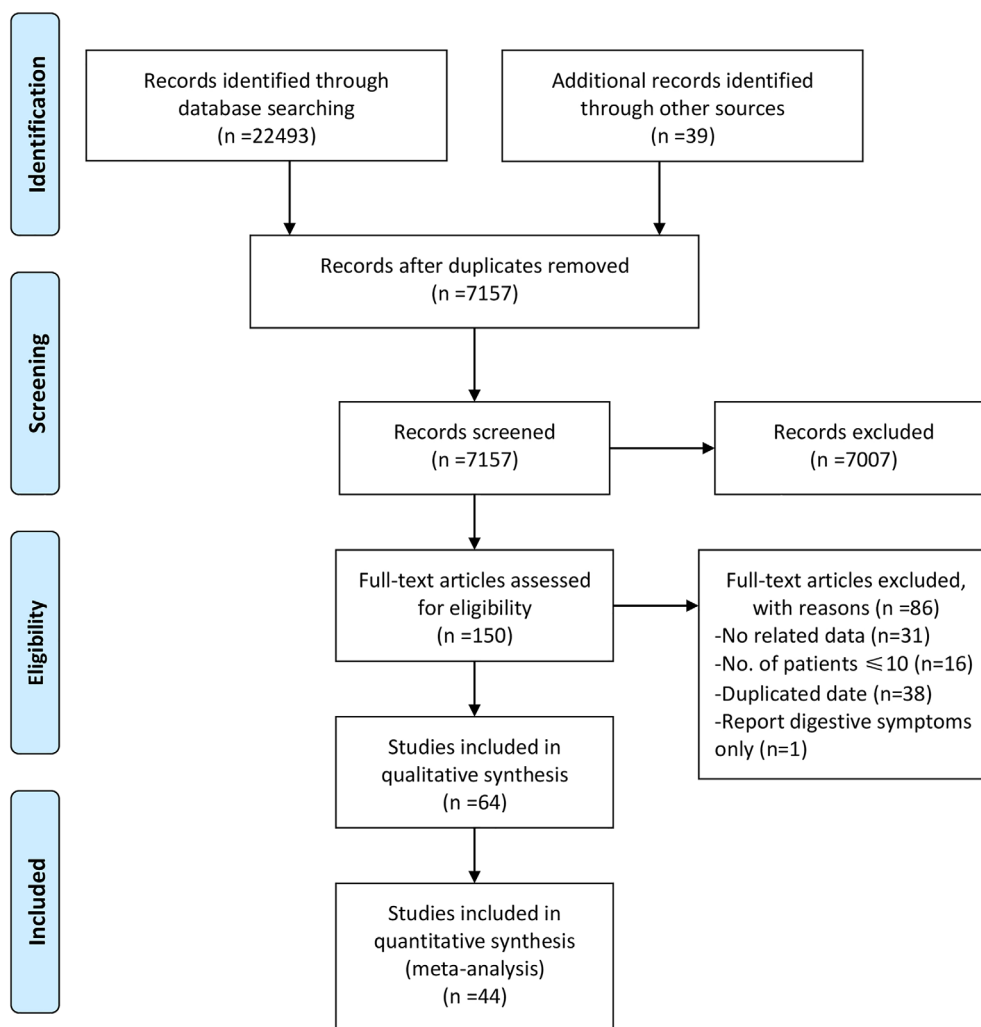 Identification
Records identified through
database searching
(n =22493)
Additional records identified
through other sources
(n =39)
Records after duplicates removed
(n =7157)
Screening
Records screened
(n =7157)
Records excluded
(n =7007)
Eligibility
Full-text articles assessed
for eligibility
(n =150)
Full-text articles excluded,
with reasons (n =86)
-No related data (n=31)
-No. of patients ≤10 (n=16)
-Duplicated date (n=38)
-Report digestive symptoms
only (n=1)
Studies included in
qualitative synthesis
(n =64)
Included
Studies included in
quantitative synthesis
(meta-analysis)
(n =44)